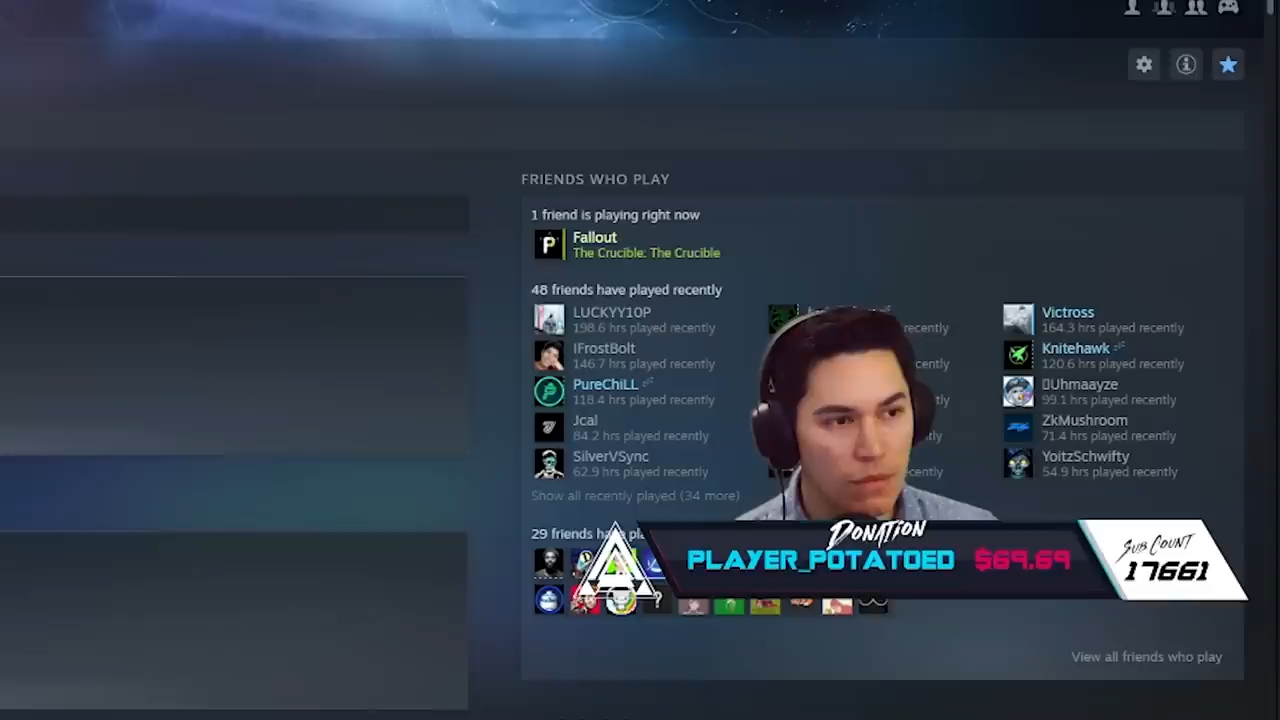 FRIENDS WHO PLAY
1 friend is playing right now
Fallout
The Crucible: The Crucible
48 friends have played recently
LUCKYY10P
198.6 hrs played recently
recently
Victross
164.3 hrs played recently
IFrostBolt
146.7 hrs played recently
Knitehawk
120.6 hrs played recently
PureChiLL
118.4 hrs played recently
Uhmaayze
99.1 hrs played recently
Jcal
84.2 hrs played recently
ZkMushroom
71.4 hrs played recently
SilverVSync
62.9 hrs played recently
YoitzSchwifty
54.9 hrs played recently
Show all recently played (34 more)
29 friends
DONATION
PLAYER_POTATOED $69.69
SUB COUNT
17661
View all friends who play